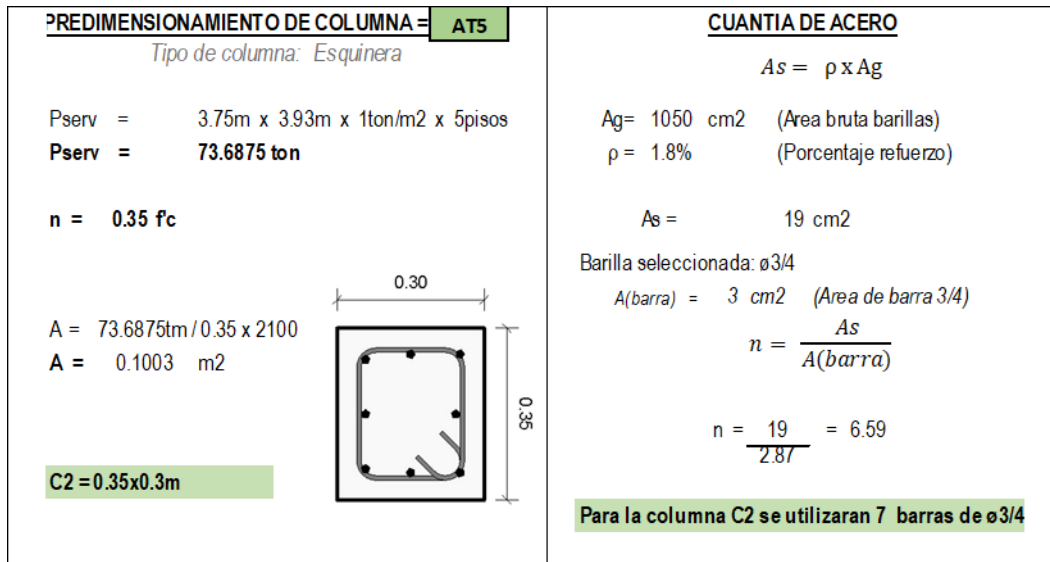 PREDIMENSIONAMIENTO DE COLUMNA = AT5
Tipo de columna: Esquinera
Pserv = 3.75m x 3.93m x 1ton/m2 x 5pisos
Pserv = 73.6875 ton
n = 0.35 f'c
0.30
A = 73.6875tm / 0.35 x 2100
A = 0.1003 m2
0.35
C2 = 0.35x0.3m
CUANTIA DE ACERO
As = ρ x Ag
Ag= 1050 cm2 (Area bruta barillas)
ρ = 1.8% (Porcentaje refuerzo)
As = 19 cm2
Barilla seleccionada: ø3/4
A(barra) = 3 cm2 (Area de barra 3/4)
n = As
A(barra)
n = 19 = 6.59
2.87
Para la columna C2 se utilizaran 7 barras de ø3/4